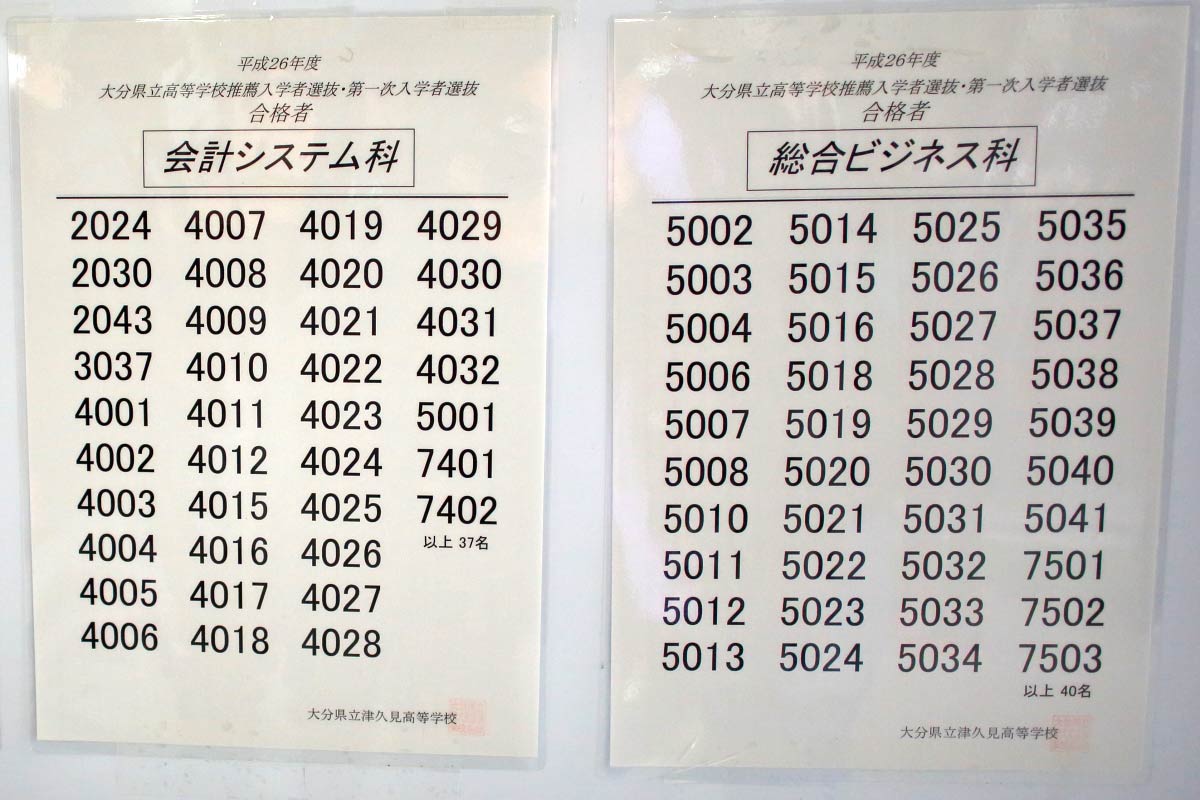 平成26年度
大分県立高等学校推薦入学者選抜・第一次入学者選抜
合格者
会計システム科
2024 4007 4019 4029
2030 4008 4020 4030
2043 4009 4021 4031
3037 4010 4022 4032
4001 4011 4023 5001
4002 4012 4024 7401
4003 4015 4025 7402
以上 37名
4004 4016 4026
4005 4017 4027
4006 4018 4028
大分県立津久見高等学校
平成26年度
大分県立高等学校推薦入学者選抜・第一次入学者選抜
合格者
総合ビジネス科
5002 5014 5025 5035
5003 5015 5026 5036
5004 5016 5027 5037
5006 5018 5028 5038
5007 5019 5029 5039
5008 5020 5030 5040
5010 5021 5031 5041
5011 5022 5032 7501
5012 5023 5033 7502
5013 5024 5034 7503
以上 40名
大分県立津久見高等学校